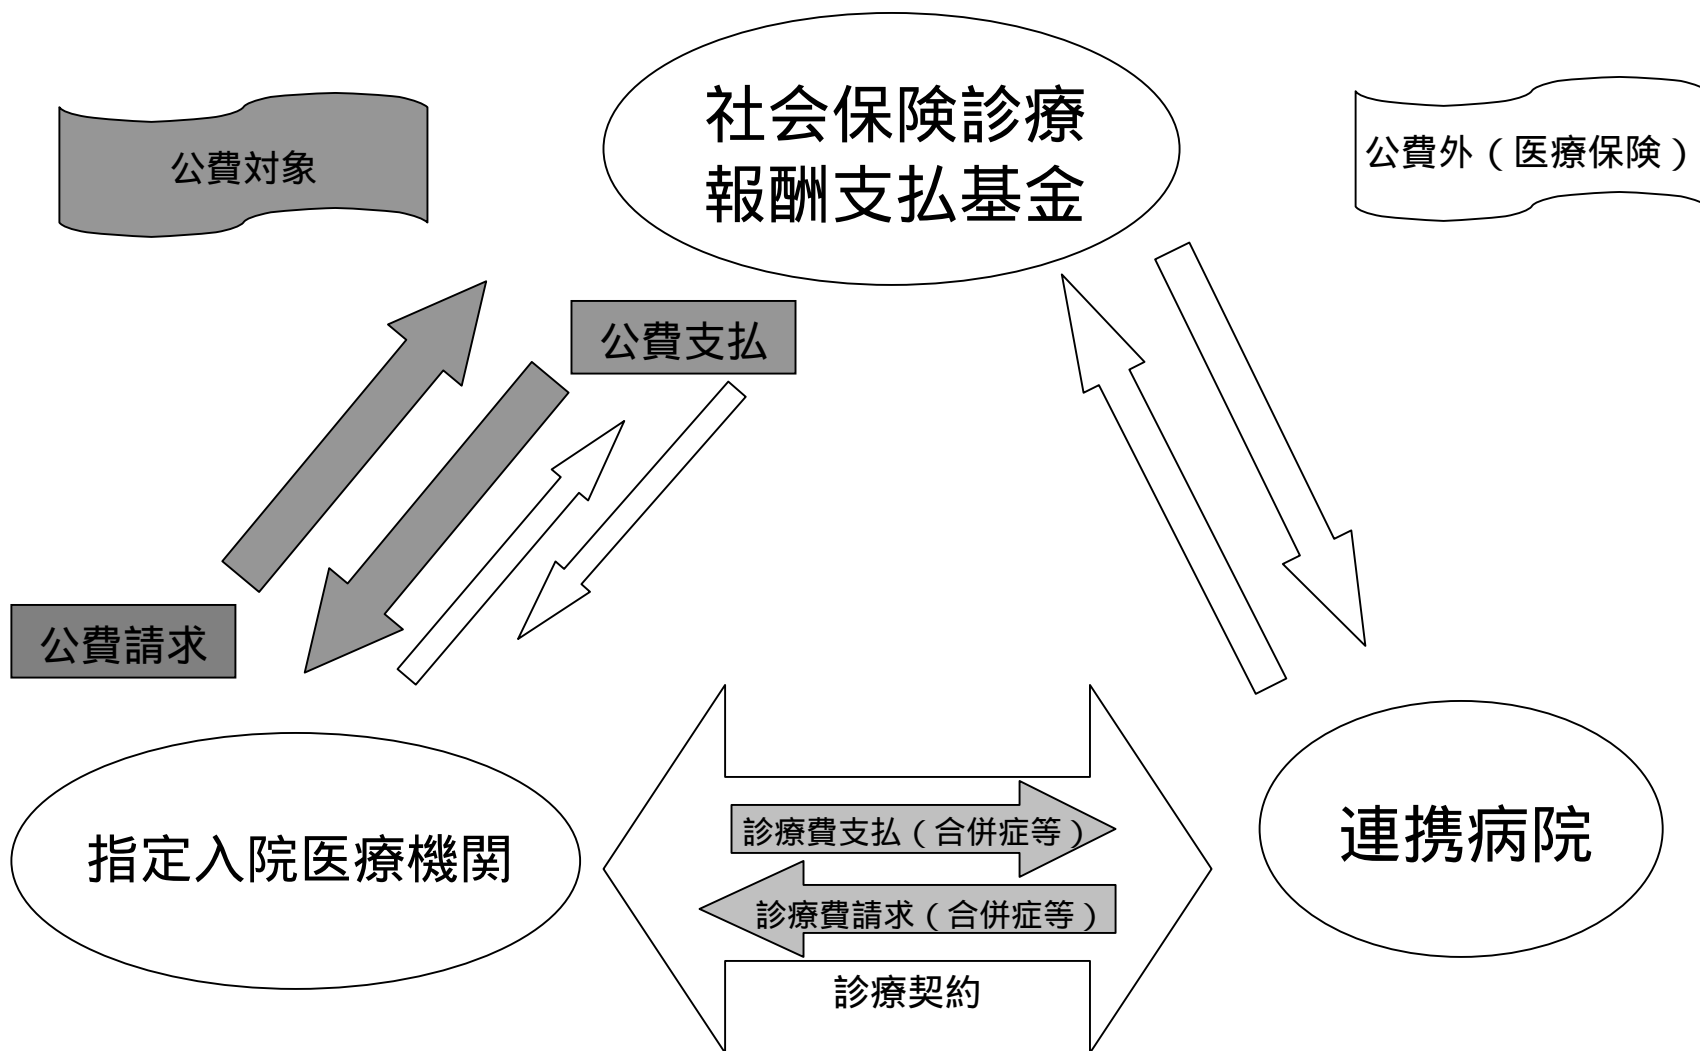 社会保険診療
報酬支払基金
公費対象
公費外（医療保険）
公費支払
公費請求
指定入院医療機関
診療費支払（合併症等）
診療費請求（合併症等）
診療契約
連携病院